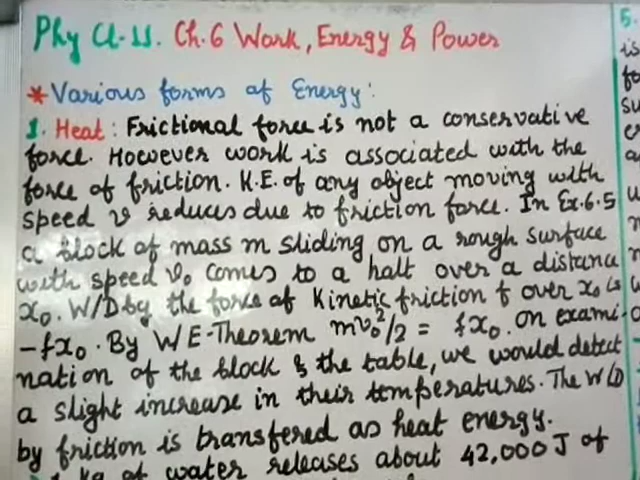 Phy Cl-11. Ch.6 Work, Energy & Power
* Various forms of Energy:
1. Heat: Frictional force is not a conservative
force. However work is associated with the
force of friction. K.E. of any object moving with
speed v reduces due to friction force. In Ex.6.5
a block of mass m sliding on a rough surface
with speed v₀ comes to a halt over a distance
x₀. W/D by the force of Kinetic friction f over x₀ is
-fx₀. By WE-Theorem mv₀²/2 = fx₀. On exami-
nation of the block & the table, we would detect
a slight increase in their temperatures. The W/D
by friction is transfered as heat energy.
kg of water releases about 42,000 J of
5.
is